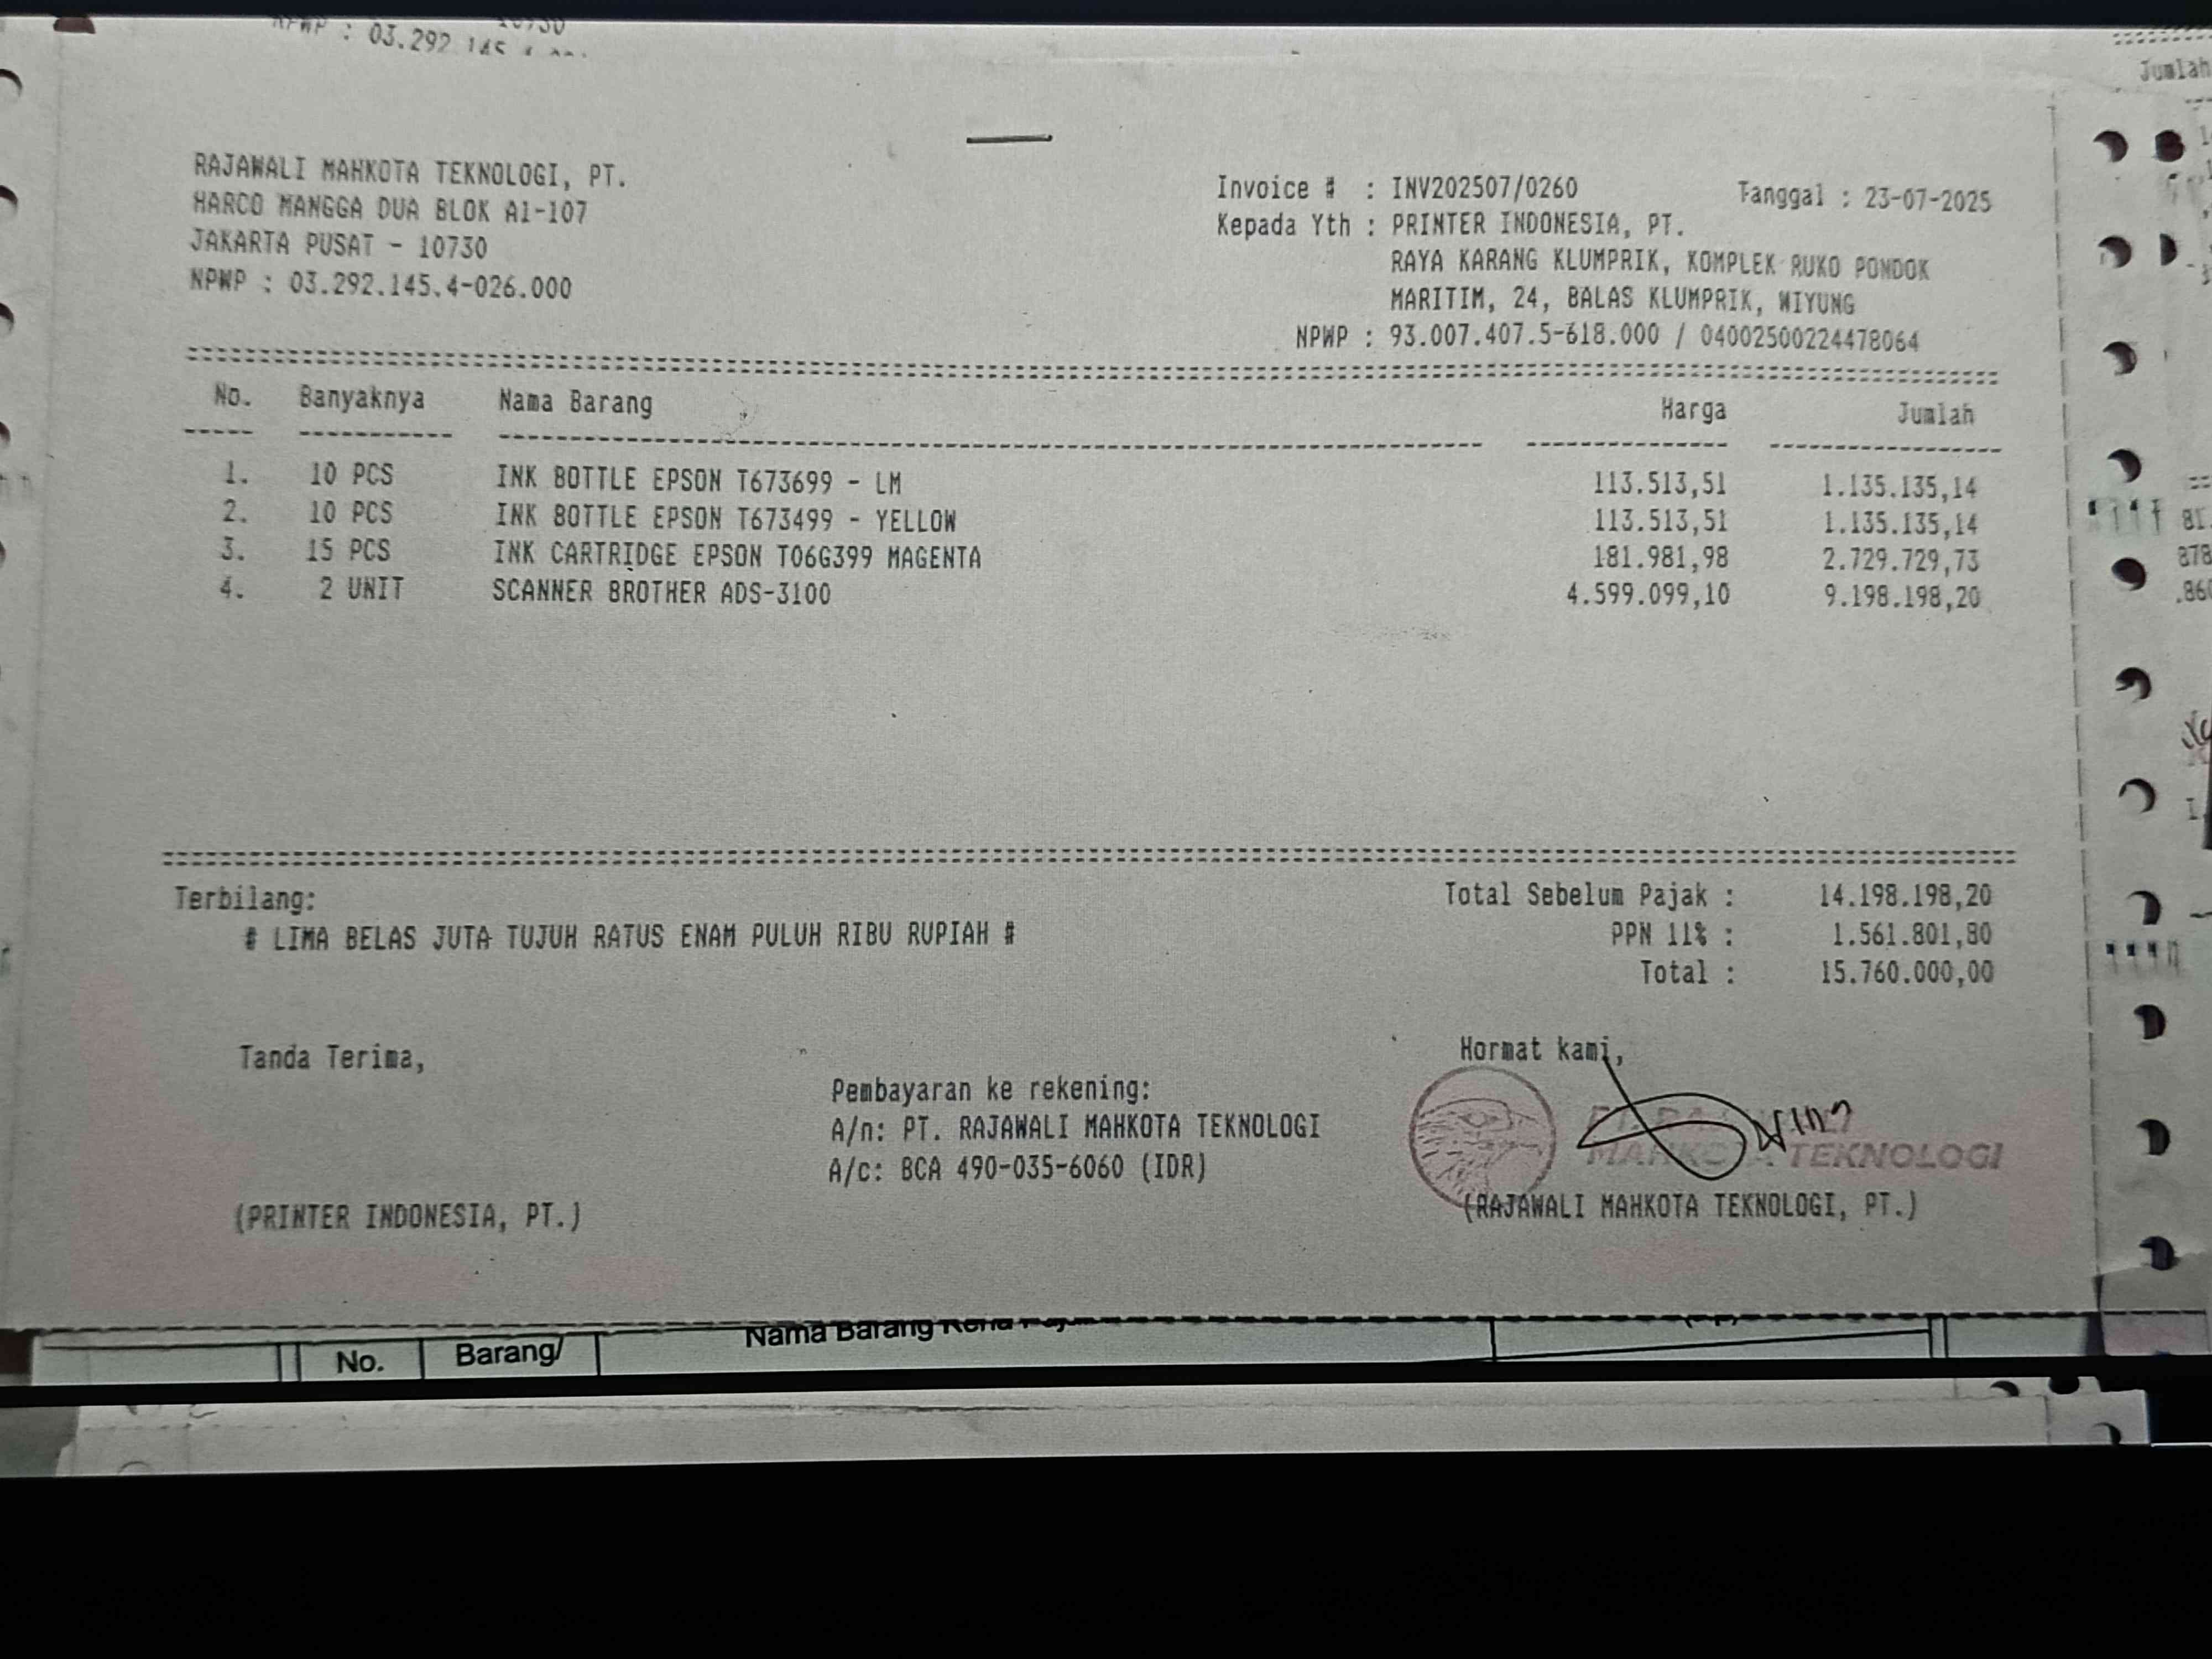 NPWP : 03.292
RAJAWALI MAHKOTA TEKNOLOGI, PT.
HARCO MANGGA DUA BLOK A1-107
JAKARTA PUSAT - 10730
NPWP : 03.292.145.4-026.000
Invoice # : INV202507/0260 Tanggal : 23-07-2025
Kepada Yth : PRINTER INDONESIA, PT.
RAYA KARANG KLUMPRIK, KOMPLEK RUKO PONDOK
MARITIM, 24, BALAS KLUMPRIK, WIYUNG
NPWP : 93.007.407.5-618.000 / 04002500224478064
No. Banyaknya Nama Barang Harga Jumlah
1. 10 PCS INK BOTTLE EPSON T673699 - LM 113.513,51 1.135.135,14
2. 10 PCS INK BOTTLE EPSON T673499 - YELLOW 113.513,51 1.135.135,14
3. 15 PCS INK CARTRIDGE EPSON T06G399 MAGENTA 181.981,98 2.729.729,73
4. 2 UNIT SCANNER BROTHER ADS-3100 4.599.099,10 9.198.198,20
Terbilang:
# LIMA BELAS JUTA TUJUH RATUS ENAM PULUH RIBU RUPIAH #
Total Sebelum Pajak : 14.198.198,20
PPN 11% : 1.561.801,80
Total : 15.760.000,00
Tanda Terima,
(PRINTER INDONESIA, PT.)
Pembayaran ke rekening:
A/n: PT. RAJAWALI MAHKOTA TEKNOLOGI
A/c: BCA 490-035-6060 (IDR)
Hormat kami,
MAHKOTA TEKNOLOGI
(RAJAWALI MAHKOTA TEKNOLOGI, PT.)
Jumlah
No. Barang/ Nama Barang